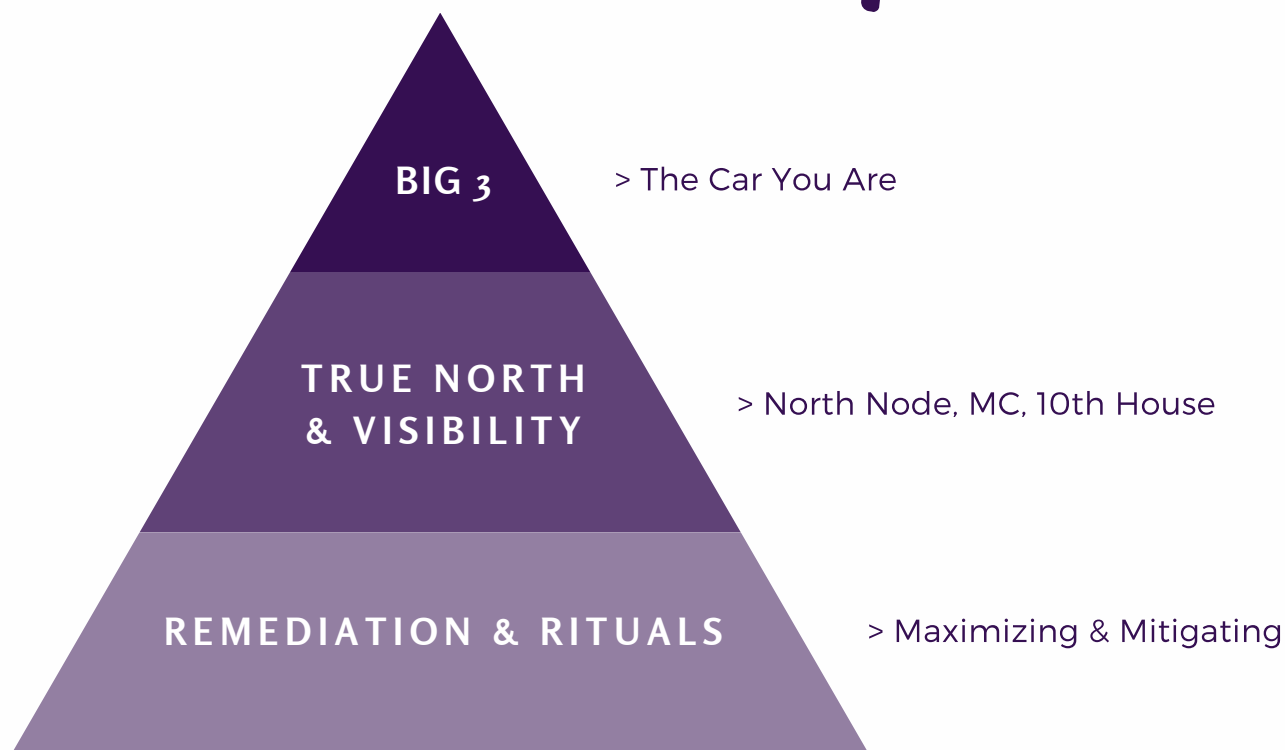 BIG 3
> The Car You Are
TRUE NORTH
& VISIBILITY
> North Node, MC, 10th House
REMEDIATION & RITUALS
> Maximizing & Mitigating